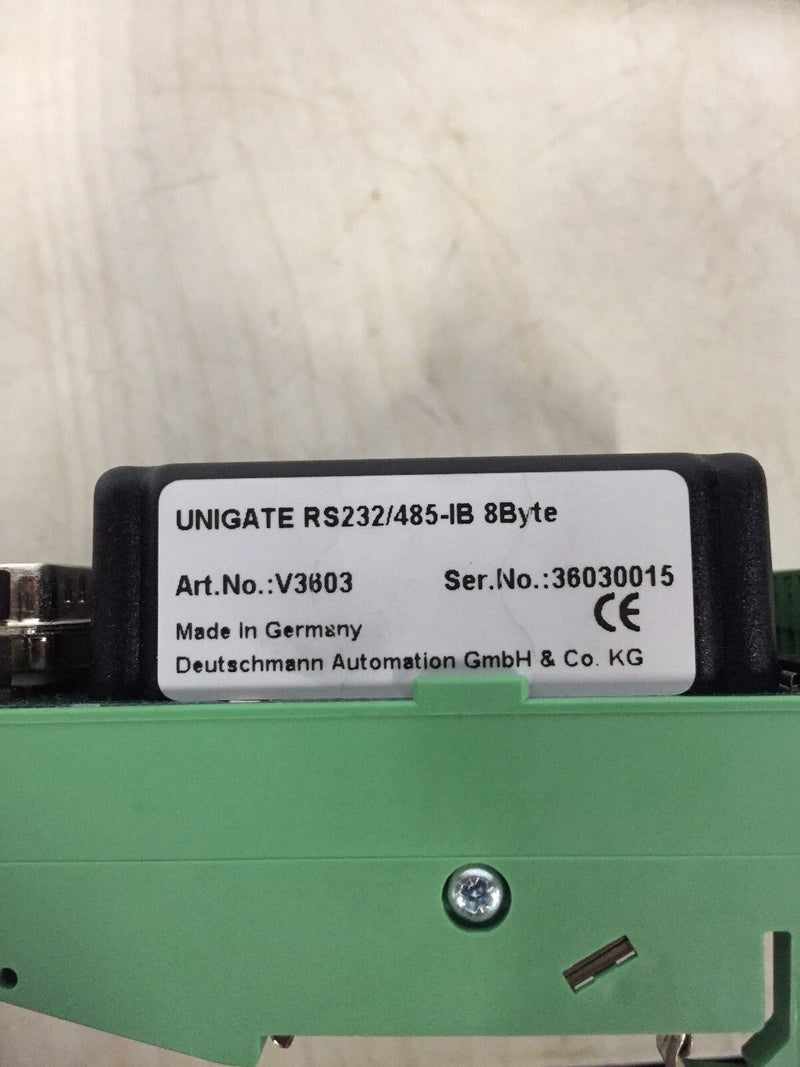 UNIGATE RS232/485-IB 8Byte
Art.No.:V3603 Ser.No.:36030015
CE
Made In Germany
Deutschmann Automation GmbH & Co. KG